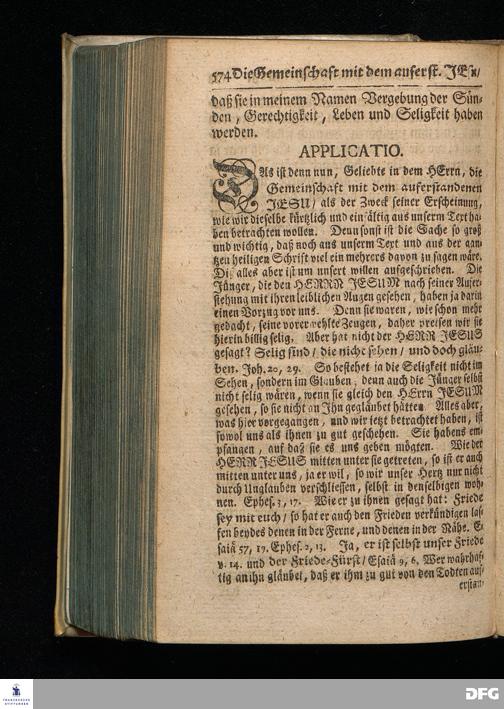 574 Die Gemeinschaft mit dem auferst. JESu/
daß sie in meinem Namen Vergebung der Sün-
den, Gerechtigkeit, Leben und Seligkeit haben
werden.
APPLICATIO.
DAs ist denn nun, Geliebte in dem HErrn, die
Gemeinschaft mit dem auferstandenen
JESU/ als der Zweck seiner Erscheinung,
wie wir dieselbe kürtzlich und einfältig aus unserm Text ha-
ben betrachten wollen. Denn sonst ist die Sache so groß
und wichtig, daß noch aus unserm Text und aus der gan-
tzen heiligen Schrift viel ein mehrers davon zu sagen wäre.
Diß alles aber ist um unsert willen aufgeschrieben. Die
Jünger, die den HERRN JESUM nach seiner Aufer-
stehung mit ihren leiblichen Augen gesehen, haben ja darin
einen Vorzug vor uns. Denn sie waren, wie schon mehr
gedacht, seine vorerwehlte Zeugen, daher preisen wir sie
hierin billig selig. Aber hat nicht der HERR JESUS
gesagt? Selig sind/ die nicht sehen/ und doch gläu-
ben. Joh. 20, 29. So bestehet ja die Seligkeit nicht im
Sehen, sondern im Glauben; denn auch die Jünger selbst
nicht selig wären, wenn sie gleich den HErrn JESUM
gesehen, so sie nicht an Ihn gegläubet hätten. Alles aber,
was hier vorgegangen, und wir jetzt betrachtet haben, ist
sowol uns als ihnen zu gut geschehen. Sie habens em-
pfangen, auf daß sie es uns geben mögten. Wie der
HERR JESUS mitten unter sie getreten, so ist er auch
mitten unter uns, ja er wil, so wir unser Hertz nur nicht
durch Unglauben verschliessen, selbst in denselbigen woh-
nen. Ephes. 3, 17. Wie er zu ihnen gesagt hat: Friede
sey mit euch/ so hat er auch den Frieden verkündigen las-
sen beydes denen in der Ferne, und denen in der Nähe. E-
saiä 57, 19. Ephes. 2, 13. Ja, er ist selbst unser Friede
v. 14. und der Friede-Fürst/ Esaiä 9, 6. Wer wahrhaf-
tig an ihn gläubet, daß er ihm zu gut von den Todten auf-
erstan-
FRANCKESCHE
STIFTUNGEN
DFG